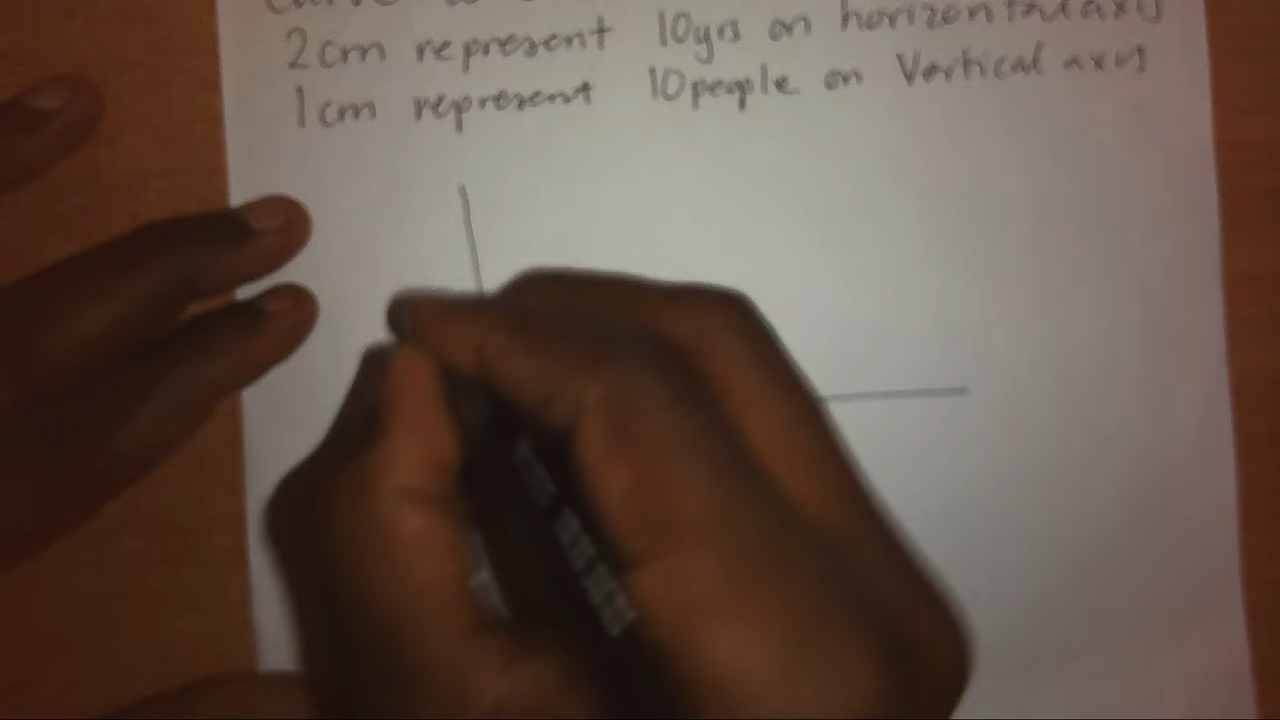 2cm represent 10yrs on horizontal axis
1cm represent 10people on Vertical axis